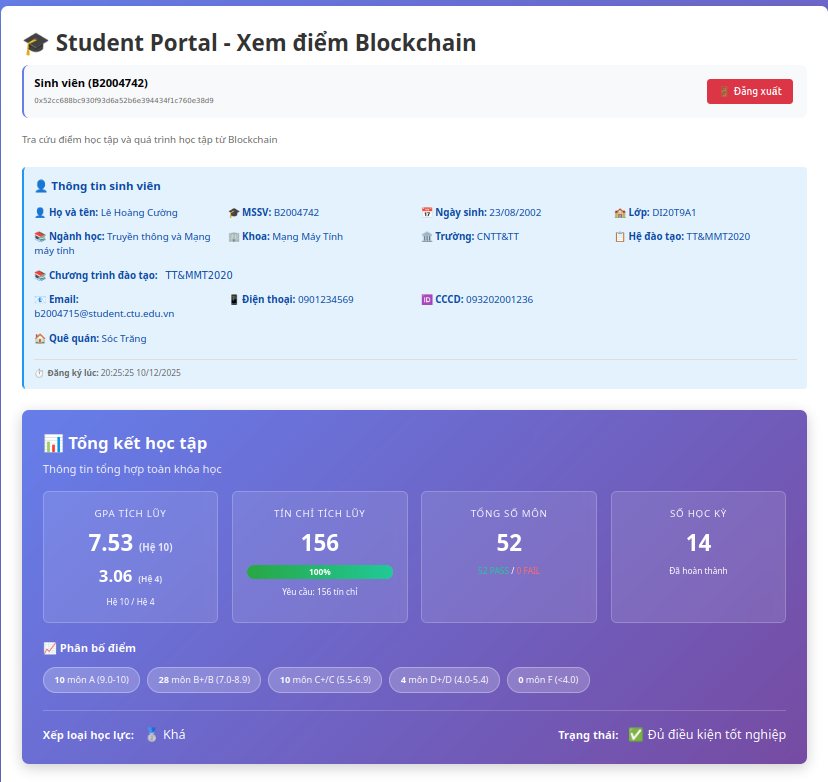 Student Portal - Xem điểm Blockchain
Sinh viên (B2004742)
0x52cc688bc930f93d6a52b6e394434f1c760e38d9
Đăng xuất
Tra cứu điểm học tập và quá trình học tập từ Blockchain
Thông tin sinh viên
Họ và tên: Lê Hoàng Cường
MSSV: B2004742
Ngày sinh: 23/08/2002
Lớp: DI20T9A1
Ngành học: Truyền thông và Mạng
máy tính
Khoa: Mạng Máy Tính
Trường: CNTT&TT
Hệ đào tạo: TT&MMT2020
Chương trình đào tạo: TT&MMT2020
Email:
b2004715@student.ctu.edu.vn
Điện thoại: 0901234569
CCCD: 093202001236
Quê quán: Sóc Trăng
Đăng ký lúc: 20:25:25 10/12/2025
Tổng kết học tập
Thông tin tổng hợp toàn khóa học
GPA TÍCH LŨY
7.53 (Hệ 10)
3.06 (Hệ 4)
Hệ 10 / Hệ 4
TÍN CHỈ TÍCH LŨY
156
100%
Yêu cầu: 156 tín chỉ
TỔNG SỐ MÔN
52
52 PASS / 0 FAIL
SỐ HỌC KỲ
14
Đã hoàn thành
Phân bố điểm
10 môn A (9.0-10)
28 môn B+/B (7.0-8.9)
10 môn C+/C (5.5-6.9)
4 môn D+/D (4.0-5.4)
0 môn F (<4.0)
Xếp loại học lực: Khá
Trạng thái: Đủ điều kiện tốt nghiệp